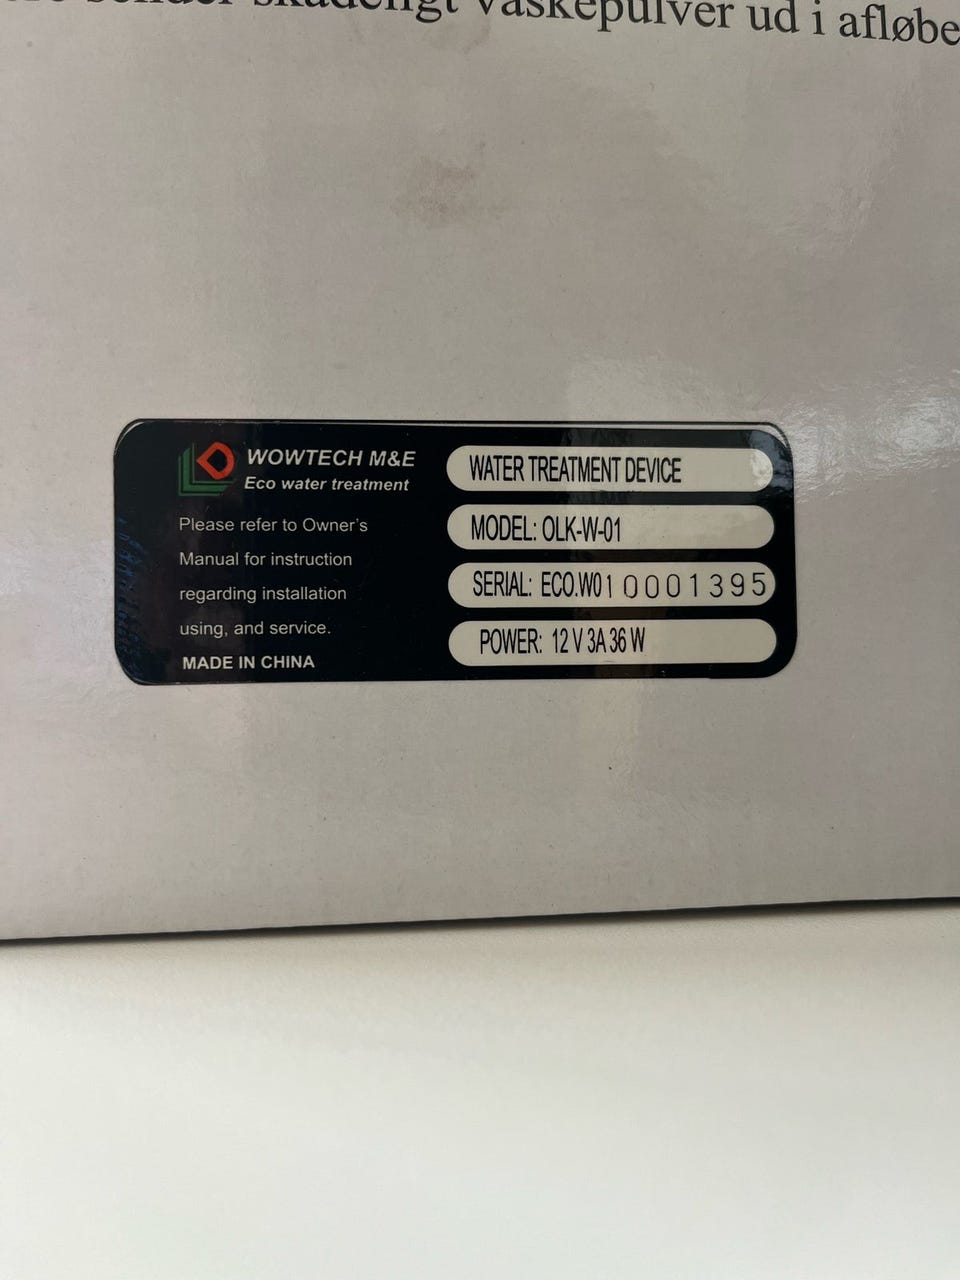 skadeligt vaskepulver ud i afløbe
WOWTECH M&E
Eco water treatment
Please refer to Owner's
Manual for instruction
regarding installation
using, and service.
MADE IN CHINA
WATER TREATMENT DEVICE
MODEL: OLK-W-01
SERIAL: ECO.W010001395
POWER: 12 V 3A 36 W